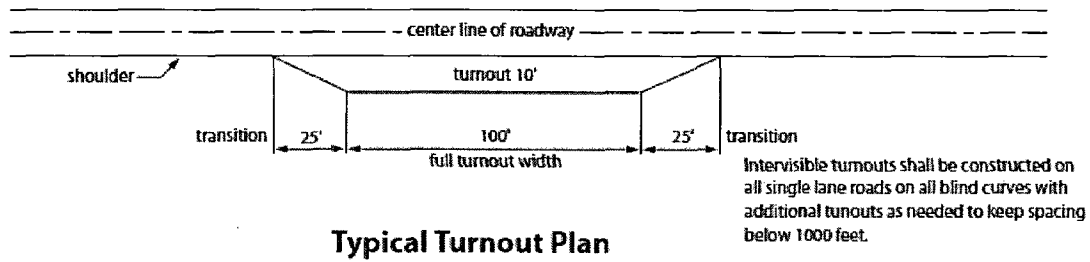 center line of roadway
shoulder
turnout 10'
transition 25' 100' 25' transition
full turnout width
Intervisible turnouts shall be constructed on
all single lane roads on all blind curves with
additional tunouts as needed to keep spacing
below 1000 feet.
Typical Turnout Plan